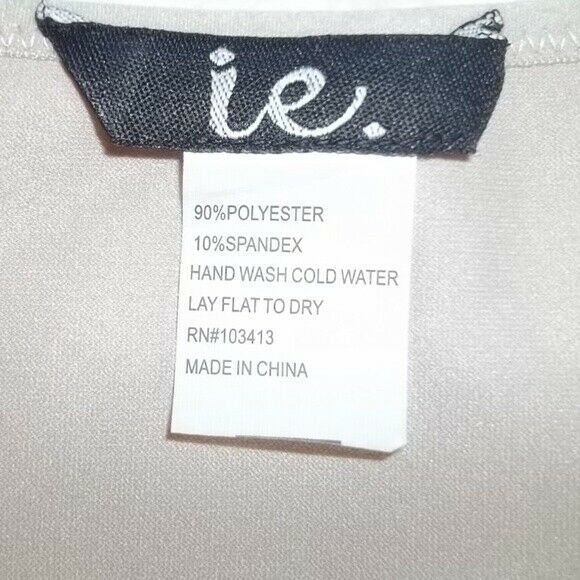 ie.
90%POLYESTER
10%SPANDEX
HAND WASH COLD WATER
LAY FLAT TO DRY
RN#103413
MADE IN CHINA